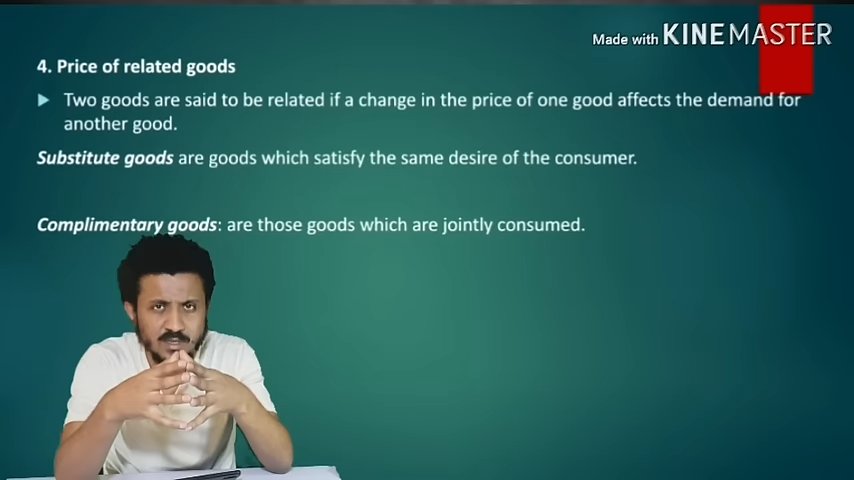 Made with KINEMASTER
4. Price of related goods
Two goods are said to be related if a change in the price of one good affects the demand for
another good.
Substitute goods are goods which satisfy the same desire of the consumer.
Complimentary goods: are those goods which are jointly consumed.